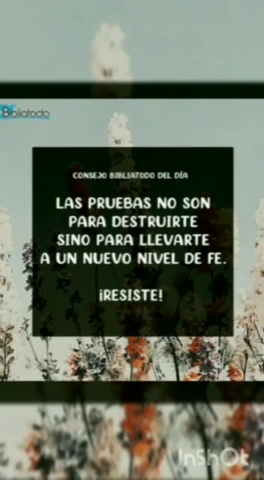 Bibliatodo
CONSEJO BIBLIATODO DEL DÍA
LAS PRUEBAS NO SON
PARA DESTRUIRTE
SINO PARA LLEVARTE
A UN NUEVO NIVEL DE FE.
¡RESISTE!
InShOt